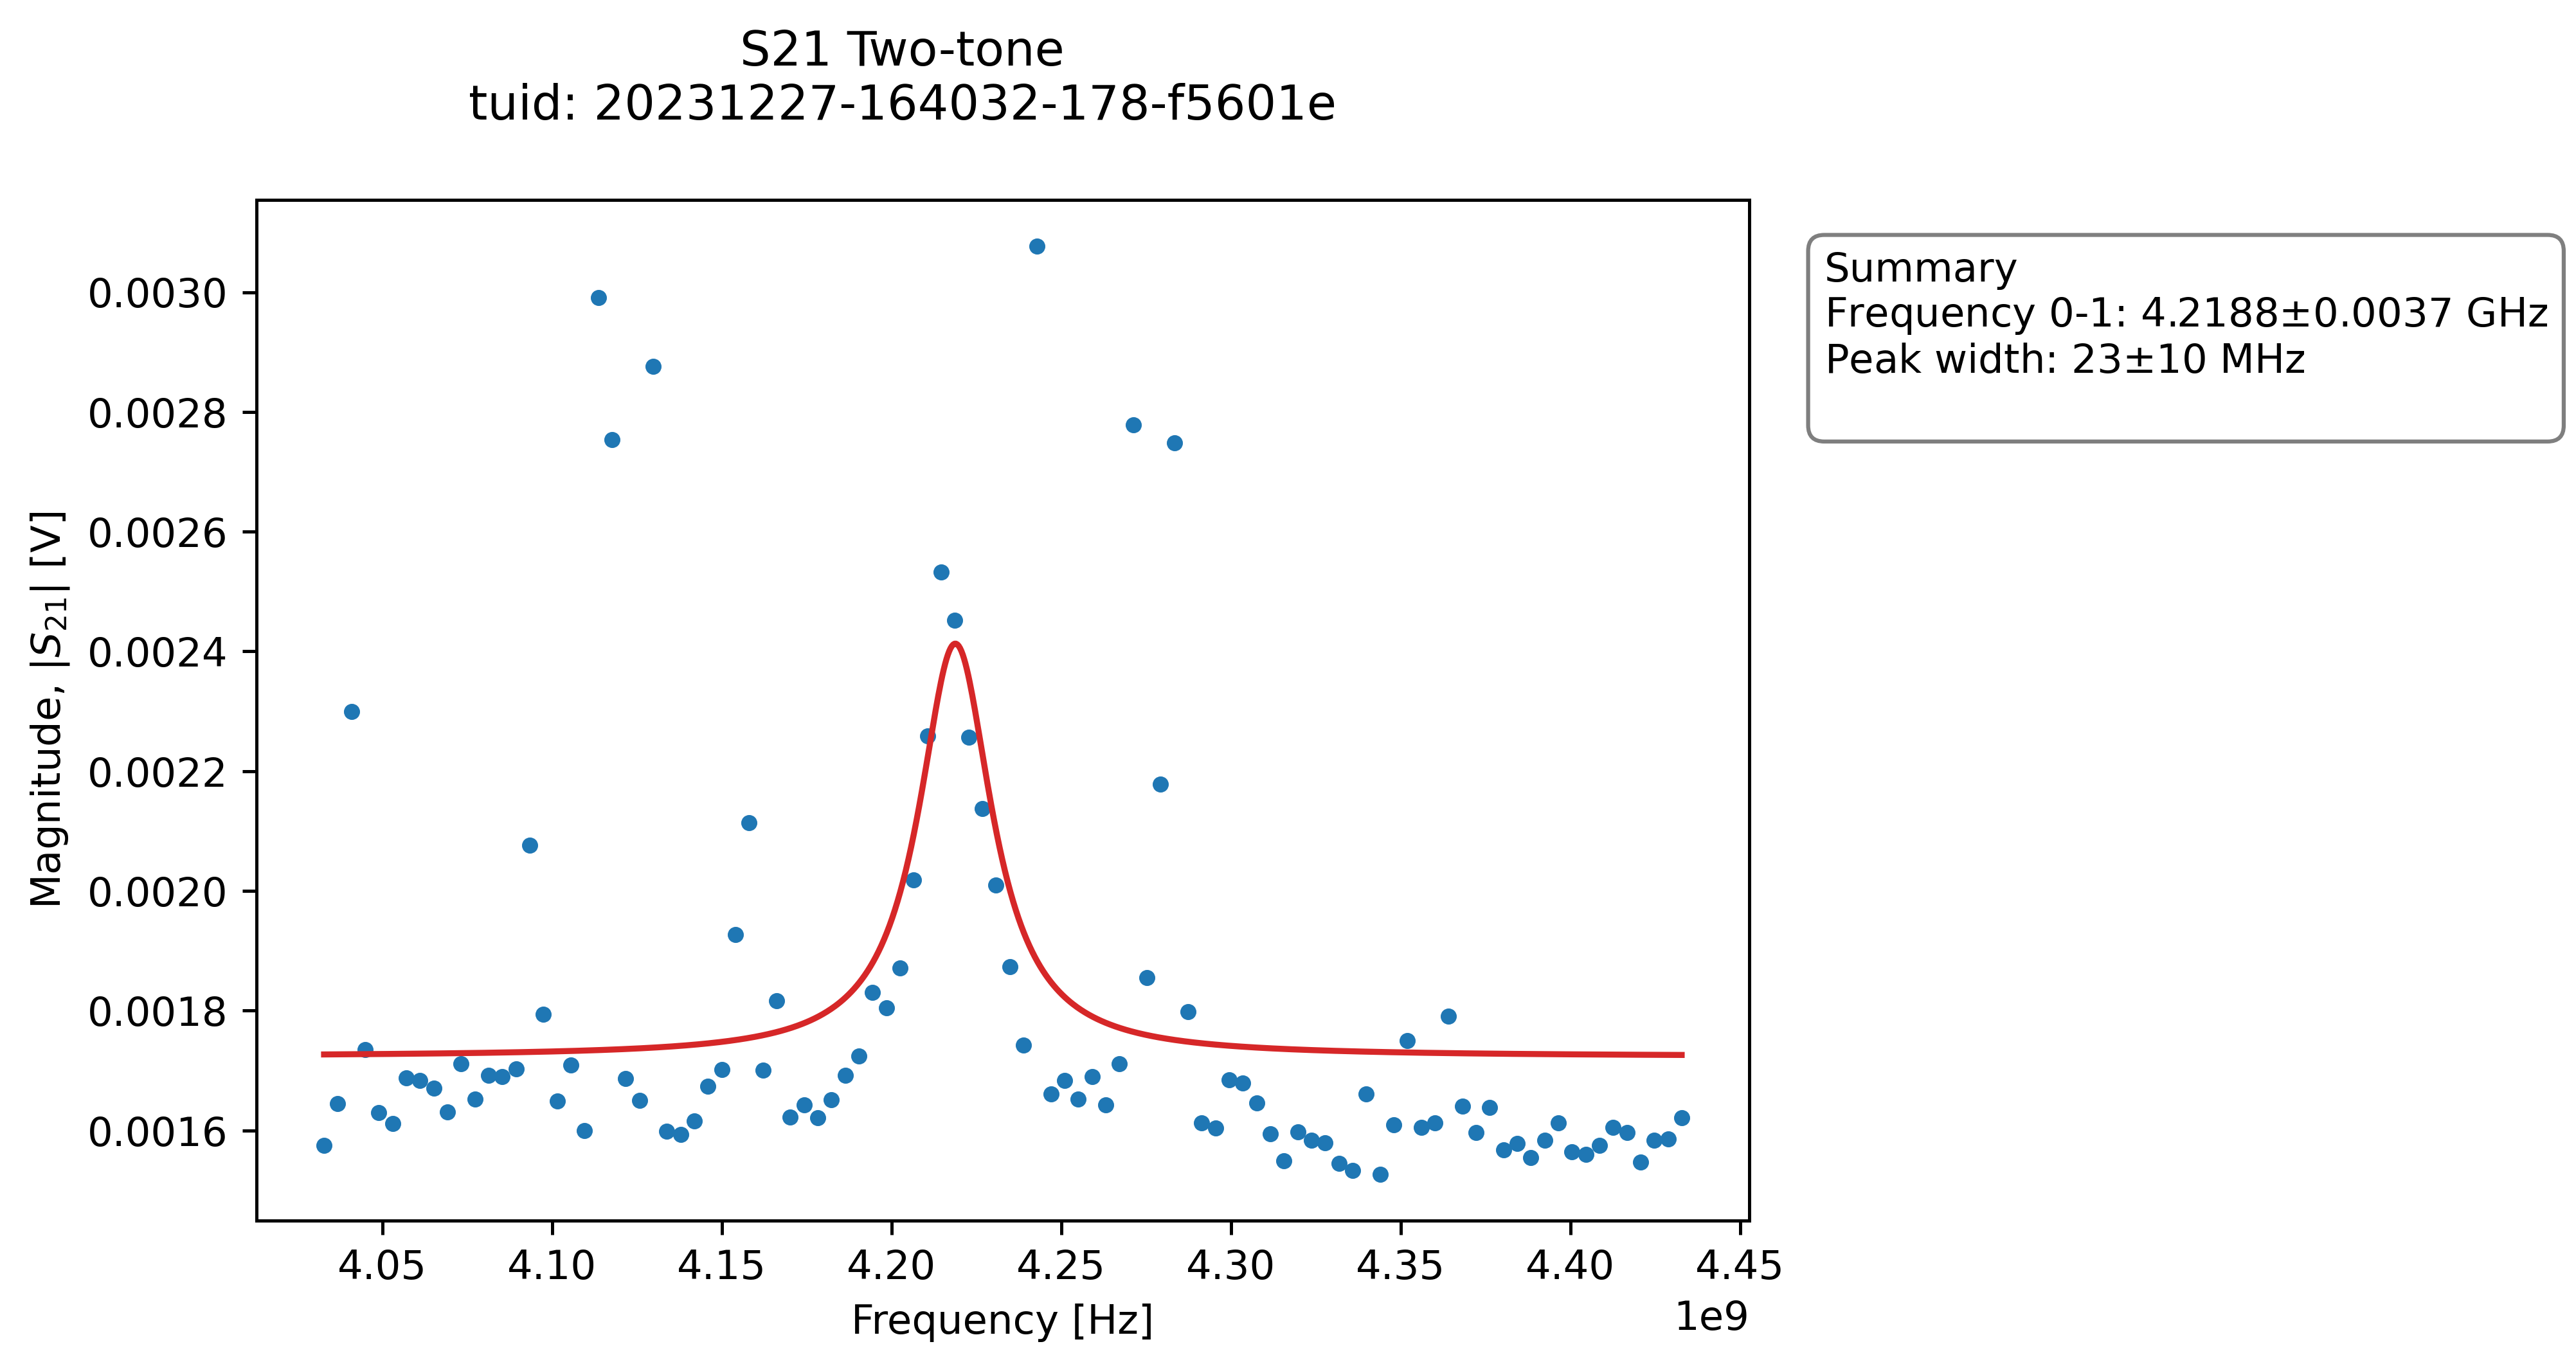 S21 Two-tone
tuid: 20231227-164032-178-f5601e
Summary
Frequency 0-1: 4.2188±0.0037 GHz
Peak width: 23±10 MHz
Magnitude, |S21| [V]
0.0030
0.0028
0.0026
0.0024
0.0022
0.0020
0.0018
0.0016
4.05 4.10 4.15 4.20 4.25 4.30 4.35 4.40 4.45
Frequency [Hz]
1e9